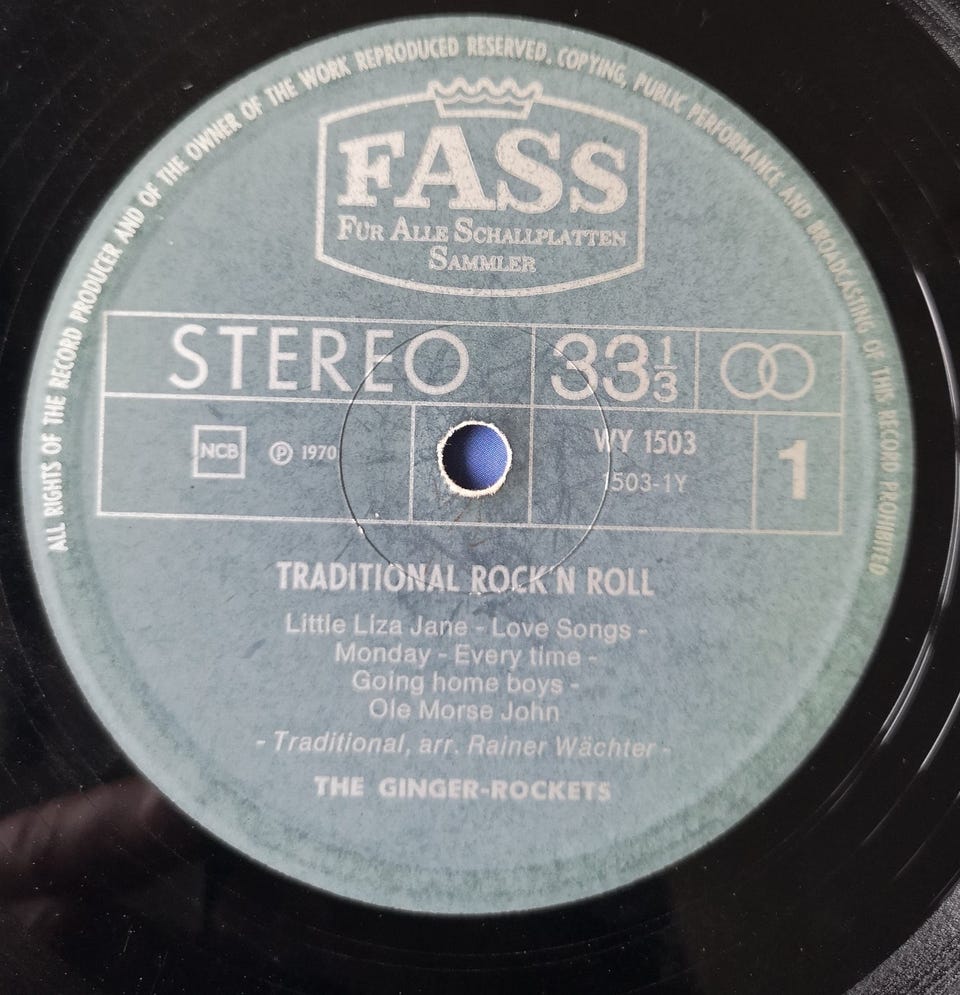 ALL RIGHTS OF THE RECORD PRODUCER AND OF THE OWNER OF THE WORK REPRODUCED RESERVED. COPYING, PUBLIC PERFORMANCE AND BROADCASTING OF THIS RECORD PROHIBITED
FASS
FÜR ALLE SCHALLPLATTEN
SAMMLER
STEREO 33 1/3
NCB Ⓟ 1970 WY 1503 1
503-1Y
TRADITIONAL ROCK'N ROLL
Little Liza Jane - Love Songs -
Monday - Every time -
Going home boys -
Ole Morse John
- Traditional, arr. Rainer Wächter -
THE GINGER-ROCKETS